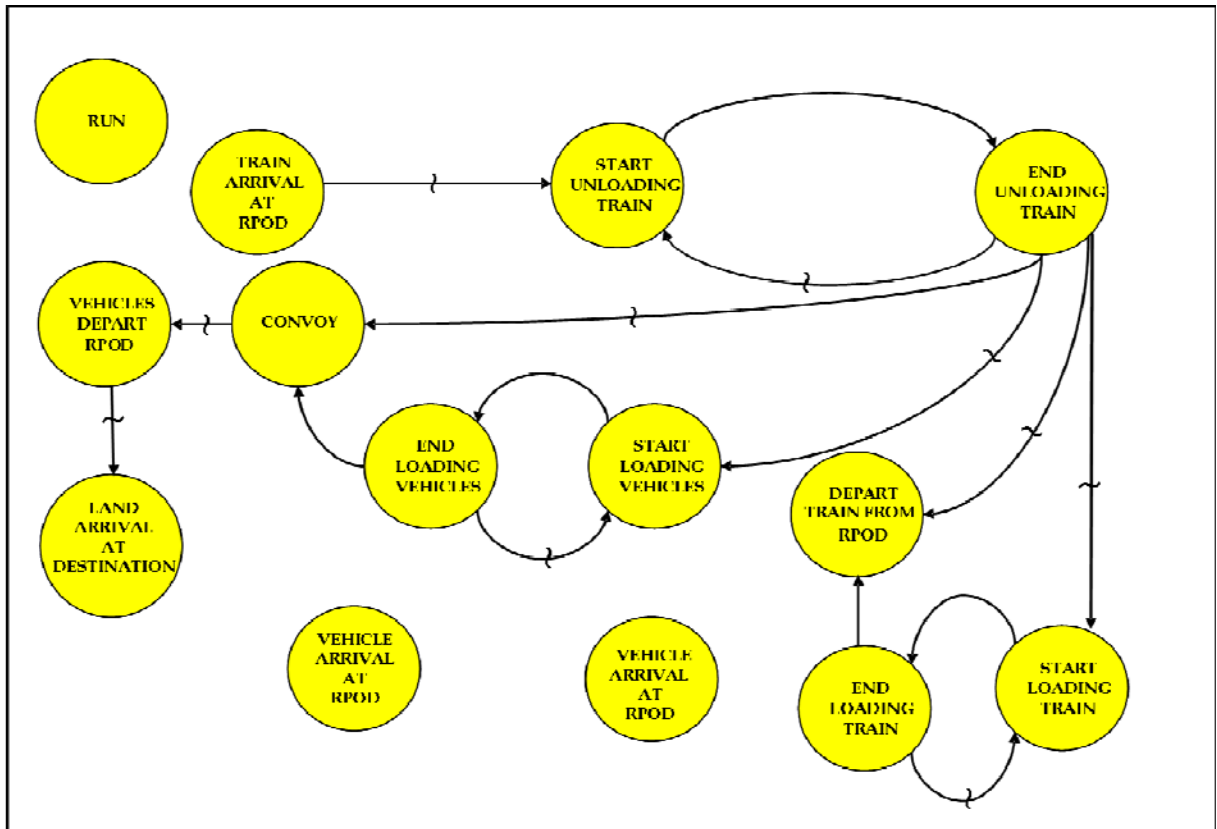 RUN
TRAIN
ARRIVAL
AT
RPOD
START
UNLOADING
TRAIN
END
UNLOADING
TRAIN
VEHICLES
DEPART
RPOD
CONVOY
END
LOADING
VEHICLES
START
LOADING
VEHICLES
DEPART
TRAIN FROM
RPOD
LAND
ARRIVAL
AT
DESTINATION
VEHICLE
ARRIVAL
AT
RPOD
VEHICLE
ARRIVAL
AT
RPOD
END
LOADING
TRAIN
START
LOADING
TRAIN